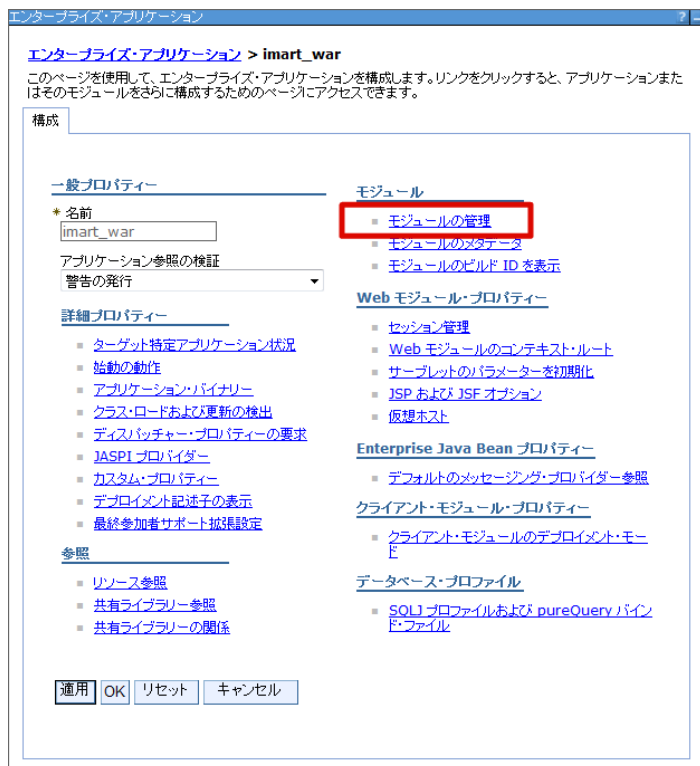 エンタープライズ・アプリケーション
?
エンタープライズ・アプリケーション > imart_war
このページを使用して、エンタープライズ・アプリケーションを構成します。リンクをクリックすると、アプリケーションまた
はそのモジュールをさらに構成するためのページにアクセスできます。
構成
一般プロパティー
* 名前
imart_war
アプリケーション参照の検証
警告の発行
詳細プロパティー
ターゲット特定アプリケーション状況
始動の動作
アプリケーション・バイナリー
クラス・ロードおよび更新の検出
ディスパッチャー・プロパティーの要求
JASPI プロバイダー
カスタム・プロパティー
デプロイメント記述子の表示
最終参加者サポート拡張設定
参照
リソース参照
共有ライブラリー参照
共有ライブラリーの関係
モジュール
モジュールの管理
モジュールのメタデータ
モジュールのビルド ID を表示
Web モジュール・プロパティー
セッション管理
Web モジュールのコンテキスト・ルート
サーブレットのパラメーターを初期化
JSP および JSF オプション
仮想ホスト
Enterprise Java Bean プロパティー
デフォルトのメッセージング・プロバイダー参照
クライアント・モジュール・プロパティー
クライアント・モジュールのデプロイメント・モー
ド
データベース・プロファイル
SQLJ プロファイルおよび pureQuery バイン
ド・ファイル
適用 OK リセット キャンセル